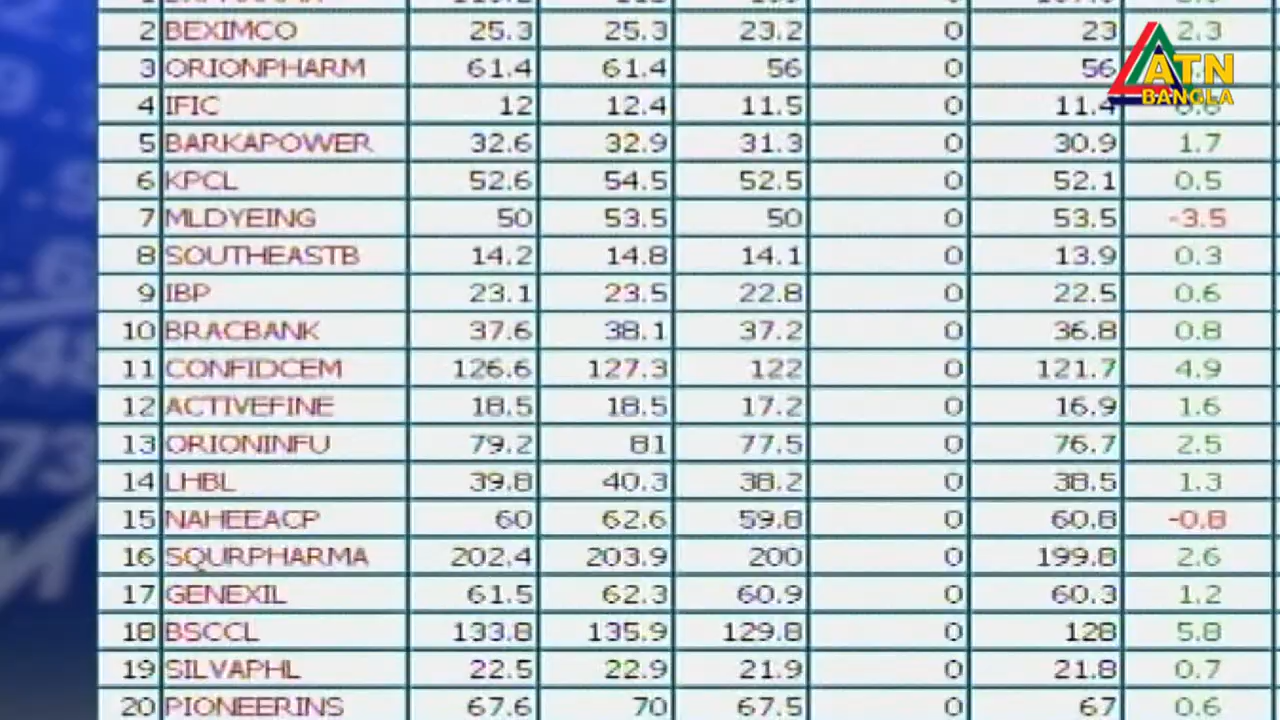 2 BEXIMCO 25.3 25.3 23.2 0 23 2.3
3 ORIONPHARM 61.4 61.4 56 0 56
4 IFIC 12 12.4 11.5 0 11.4
5 BARKAPOWER 32.6 32.9 31.3 0 30.9 1.7
6 KPCL 52.6 54.5 52.5 0 52.1 0.5
7 MLDYEING 50 53.5 50 0 53.5 -3.5
8 SOUTHEASTB 14.2 14.8 14.1 0 13.9 0.3
9 IBP 23.1 23.5 22.8 0 22.5 0.6
10 BRACBANK 37.6 38.1 37.2 0 36.8 0.8
11 CONFIDCEM 126.6 127.3 122 0 121.7 4.9
12 ACTIVEFINE 18.5 18.5 17.2 0 16.9 1.6
13 ORIONINFU 79.2 81 77.5 0 76.7 2.5
14 LHBL 39.8 40.3 38.2 0 38.5 1.3
15 NAHEEACP 60 62.6 59.8 0 60.8 -0.8
16 SQURPHARMA 202.4 203.9 200 0 199.8 2.6
17 GENEXIL 61.5 62.3 60.9 0 60.3 1.2
18 BSCCL 133.8 135.9 129.8 0 128 5.8
19 SILVAPHL 22.5 22.9 21.9 0 21.8 0.7
20 PIONEERINS 67.6 70 67.5 0 67 0.6
ATN
BANGLA